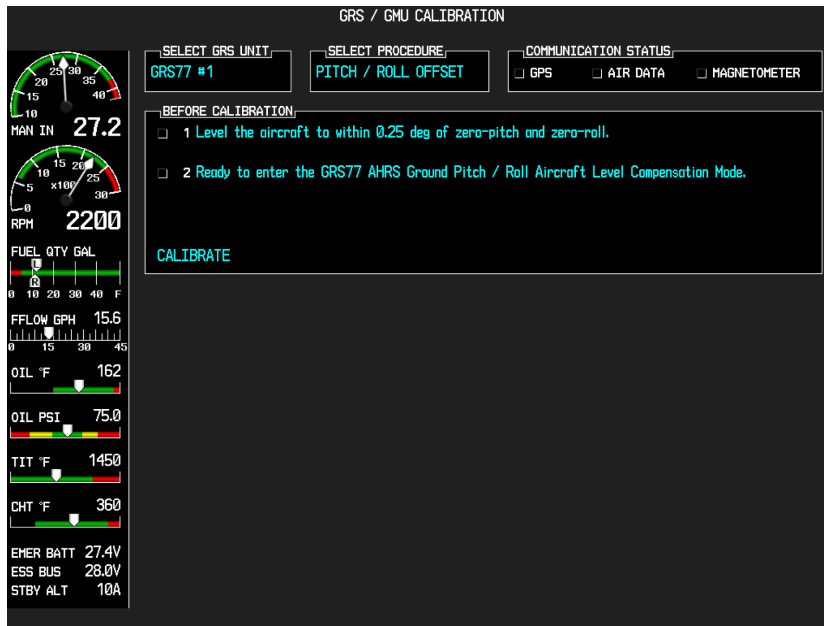 GRS / GMU CALIBRATION
SELECT GRS UNIT
GRS77 #1
SELECT PROCEDURE
PITCH / ROLL OFFSET
COMMUNICATION STATUS
GPS AIR DATA MAGNETOMETER
BEFORE CALIBRATION
1 Level the aircraft to within 0.25 deg of zero-pitch and zero-roll.
2 Ready to enter the GRS77 AHRS Ground Pitch / Roll Aircraft Level Compensation Mode.
CALIBRATE
10 15 20 25 30 35 40
MAN IN 27.2
0 5 10 15 20 25 30
x100
RPM 2200
FUEL QTY GAL
L
R
0 10 20 30 40 F
FFLOW GPH 15.6
0 15 30 45
OIL °F 162
OIL PSI 75.0
TIT °F 1450
CHT °F 360
EMER BATT 27.4V
ESS BUS 28.0V
STBY ALT 10A